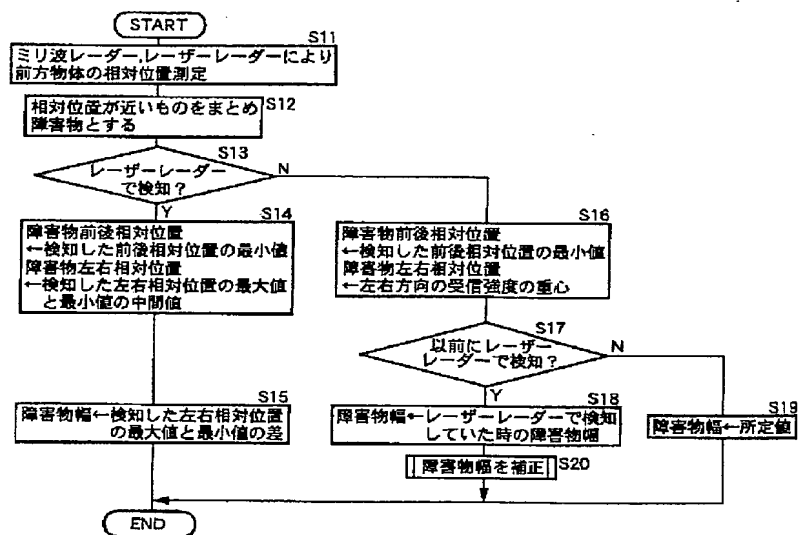 START
S11
ミリ波レーダー,レーザーレーダーにより
前方物体の相対位置測定
S12
相対位置が近いものをまとめ
障害物とする
S13
レーザーレーダー
で検知?
N
Y
S14
障害物前後相対位置
←検知した前後相対位置の最小値
障害物左右相対位置
←検知した左右相対位置の最大値
と最小値の中間値
S16
障害物前後相対位置
←検知した前後相対位置の最小値
障害物左右相対位置
←左右方向の受信強度の重心
S17
以前にレーザー
レーダーで検知?
N
Y
S15
障害物幅←検知した左右相対位置
の最大値と最小値の差
S18
障害物幅←レーザーレーダーで検知
していた時の障害物幅
S19
障害物幅←所定値
障害物幅を補正
S20
END